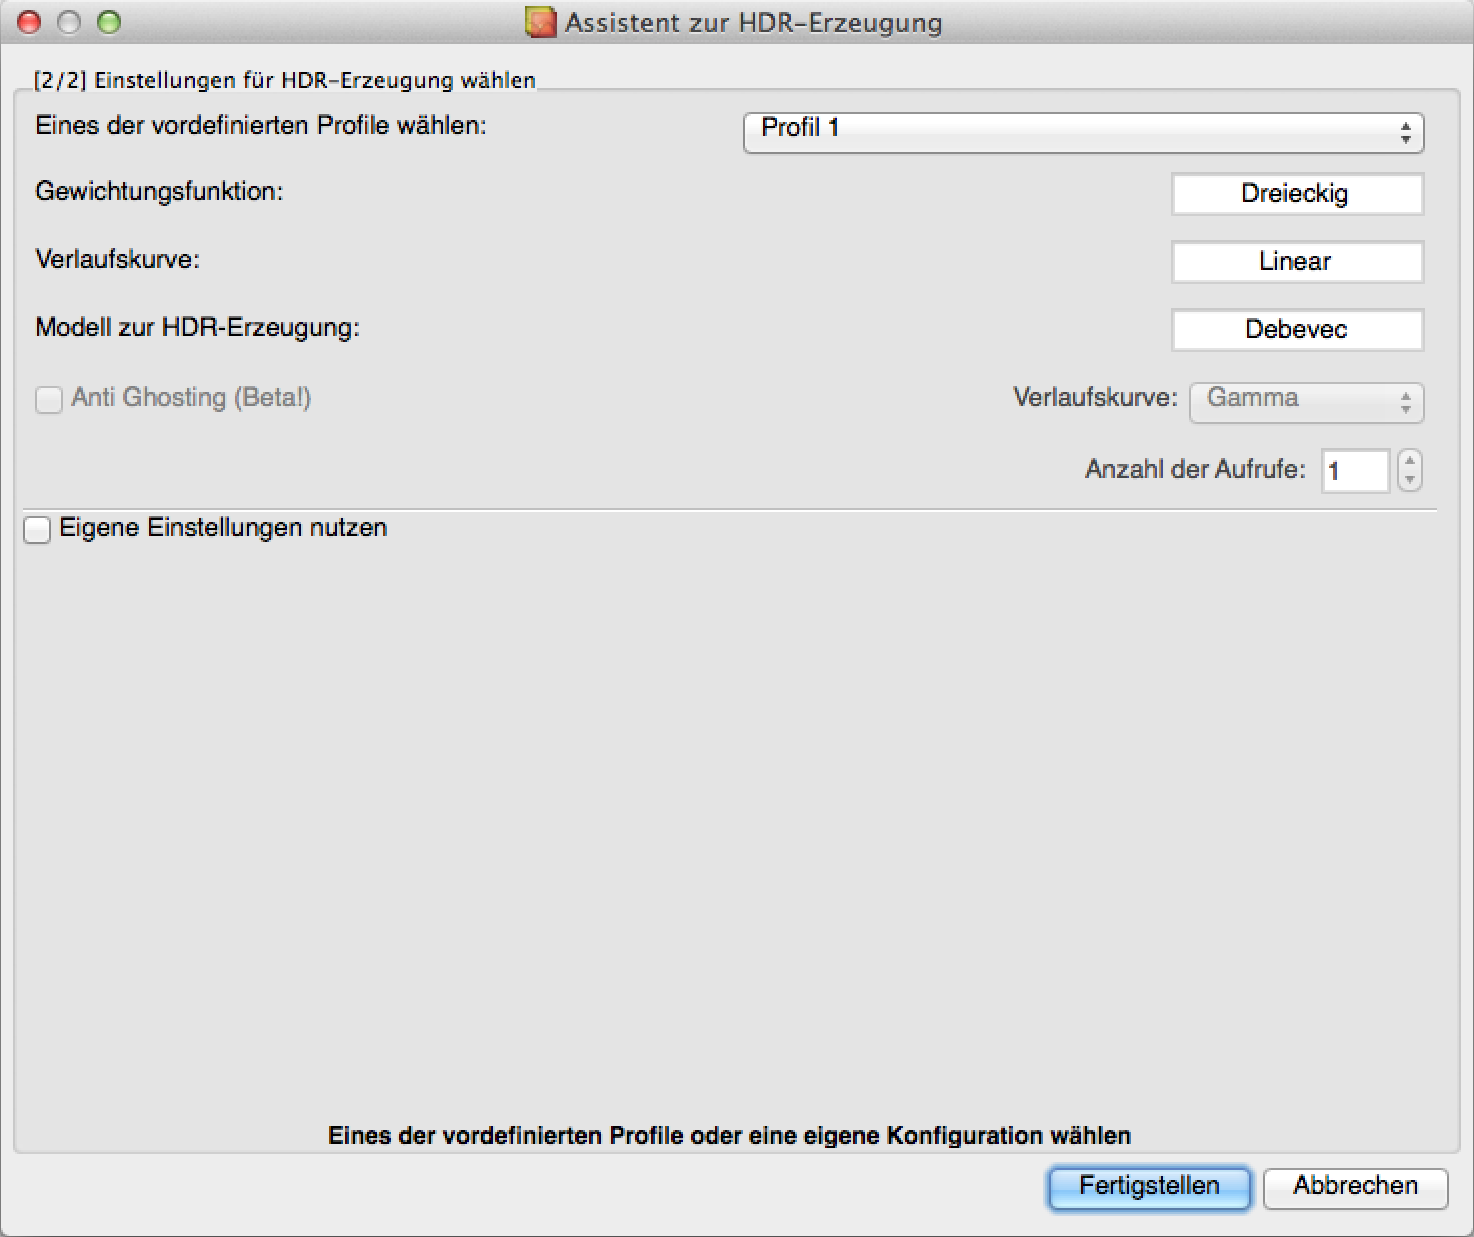 Assistent zur HDR-Erzeugung
[2/2] Einstellungen für HDR-Erzeugung wählen
Eines der vordefinierten Profile wählen: Profil 1
Gewichtungsfunktion: Dreieckig
Verlaufskurve: Linear
Modell zur HDR-Erzeugung: Debevec
Anti Ghosting (Beta!) Verlaufskurve: Gamma
Anzahl der Aufrufe: 1
Eigene Einstellungen nutzen
Eines der vordefinierten Profile oder eine eigene Konfiguration wählen
Fertigstellen Abbrechen